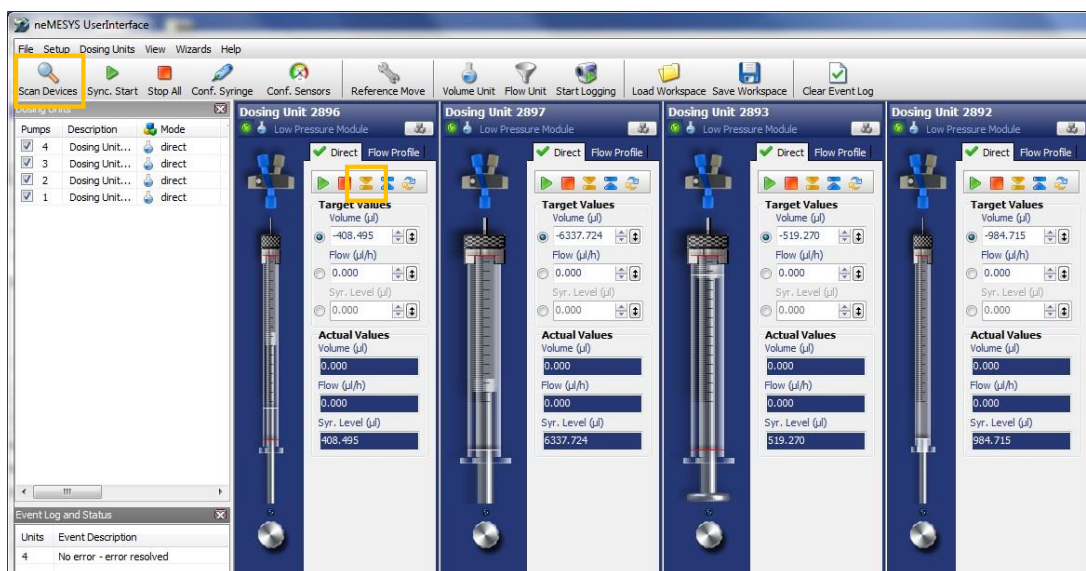 neMESYS UserInterface
File Setup Dosing Units View Wizards Help
Scan Devices Sync. Start Stop All Conf. Syringe Conf. Sensors Reference Move Volume Unit Flow Unit Start Logging Load Workspace Save Workspace Clear Event Log
Dosing Units
Pumps Description Mode
4 Dosing Unit... direct
3 Dosing Unit... direct
2 Dosing Unit... direct
1 Dosing Unit... direct
Event Log and Status
Units Event Description
4 No error - error resolved
Dosing Unit 2896
Low Pressure Module
Direct Flow Profile
Target Values
Volume (µl)
-408.495
Flow (µl/h)
0.000
Syr. Level (µl)
0.000
Actual Values
Volume (µl)
0.000
Flow (µl/h)
0.000
Syr. Level (µl)
408.495
Dosing Unit 2897
Low Pressure Module
Direct Flow Profile
Target Values
Volume (µl)
-6337.724
Flow (µl/h)
0.000
Syr. Level (µl)
0.000
Actual Values
Volume (µl)
0.000
Flow (µl/h)
0.000
Syr. Level (µl)
6337.724
Dosing Unit 2893
Low Pressure Module
Direct Flow Profile
Target Values
Volume (µl)
-519.270
Flow (µl/h)
0.000
Syr. Level (µl)
0.000
Actual Values
Volume (µl)
0.000
Flow (µl/h)
0.000
Syr. Level (µl)
519.270
Dosing Unit 2892
Low Pressure Module
Direct Flow Profile
Target Values
Volume (µl)
-984.715
Flow (µl/h)
0.000
Syr. Level (µl)
0.000
Actual Values
Volume (µl)
0.000
Flow (µl/h)
0.000
Syr. Level (µl)
984.715